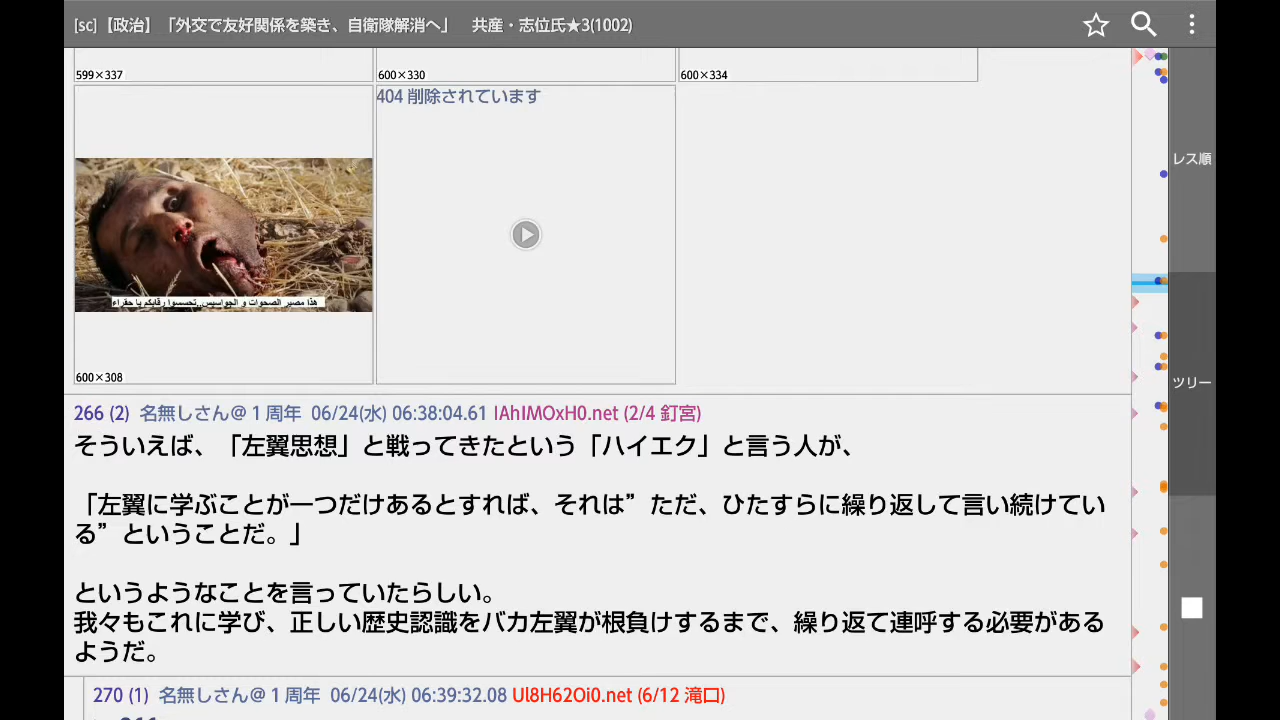 [sc]【政治】「外交で友好関係を築き、自衛隊解消へ」　共産・志位氏★3(1002)
599×337
600×330
600×334
404 削除されています
レス順
هذا مصير الصحوات و الجواسيس..تحسسوا رقابكم يا حقراء
600×308
ツリー
266 (2) 名無しさん@１周年 06/24(水) 06:38:04.61 IAhIMOxH0.net (2/4 釘宮)
そういえば、「左翼思想」と戦ってきたという「ハイエク」と言う人が、
「左翼に学ぶことが一つだけあるとすれば、それは”ただ、ひたすらに繰り返して言い続けてい
る”ということだ。」
というようなことを言っていたらしい。
我々もこれに学び、正しい歴史認識をバカ左翼が根負けするまで、繰り返て連呼する必要がある
ようだ。
270 (1) 名無しさん@１周年 06/24(水) 06:39:32.08 Ul8H62Oi0.net (6/12 滝口)